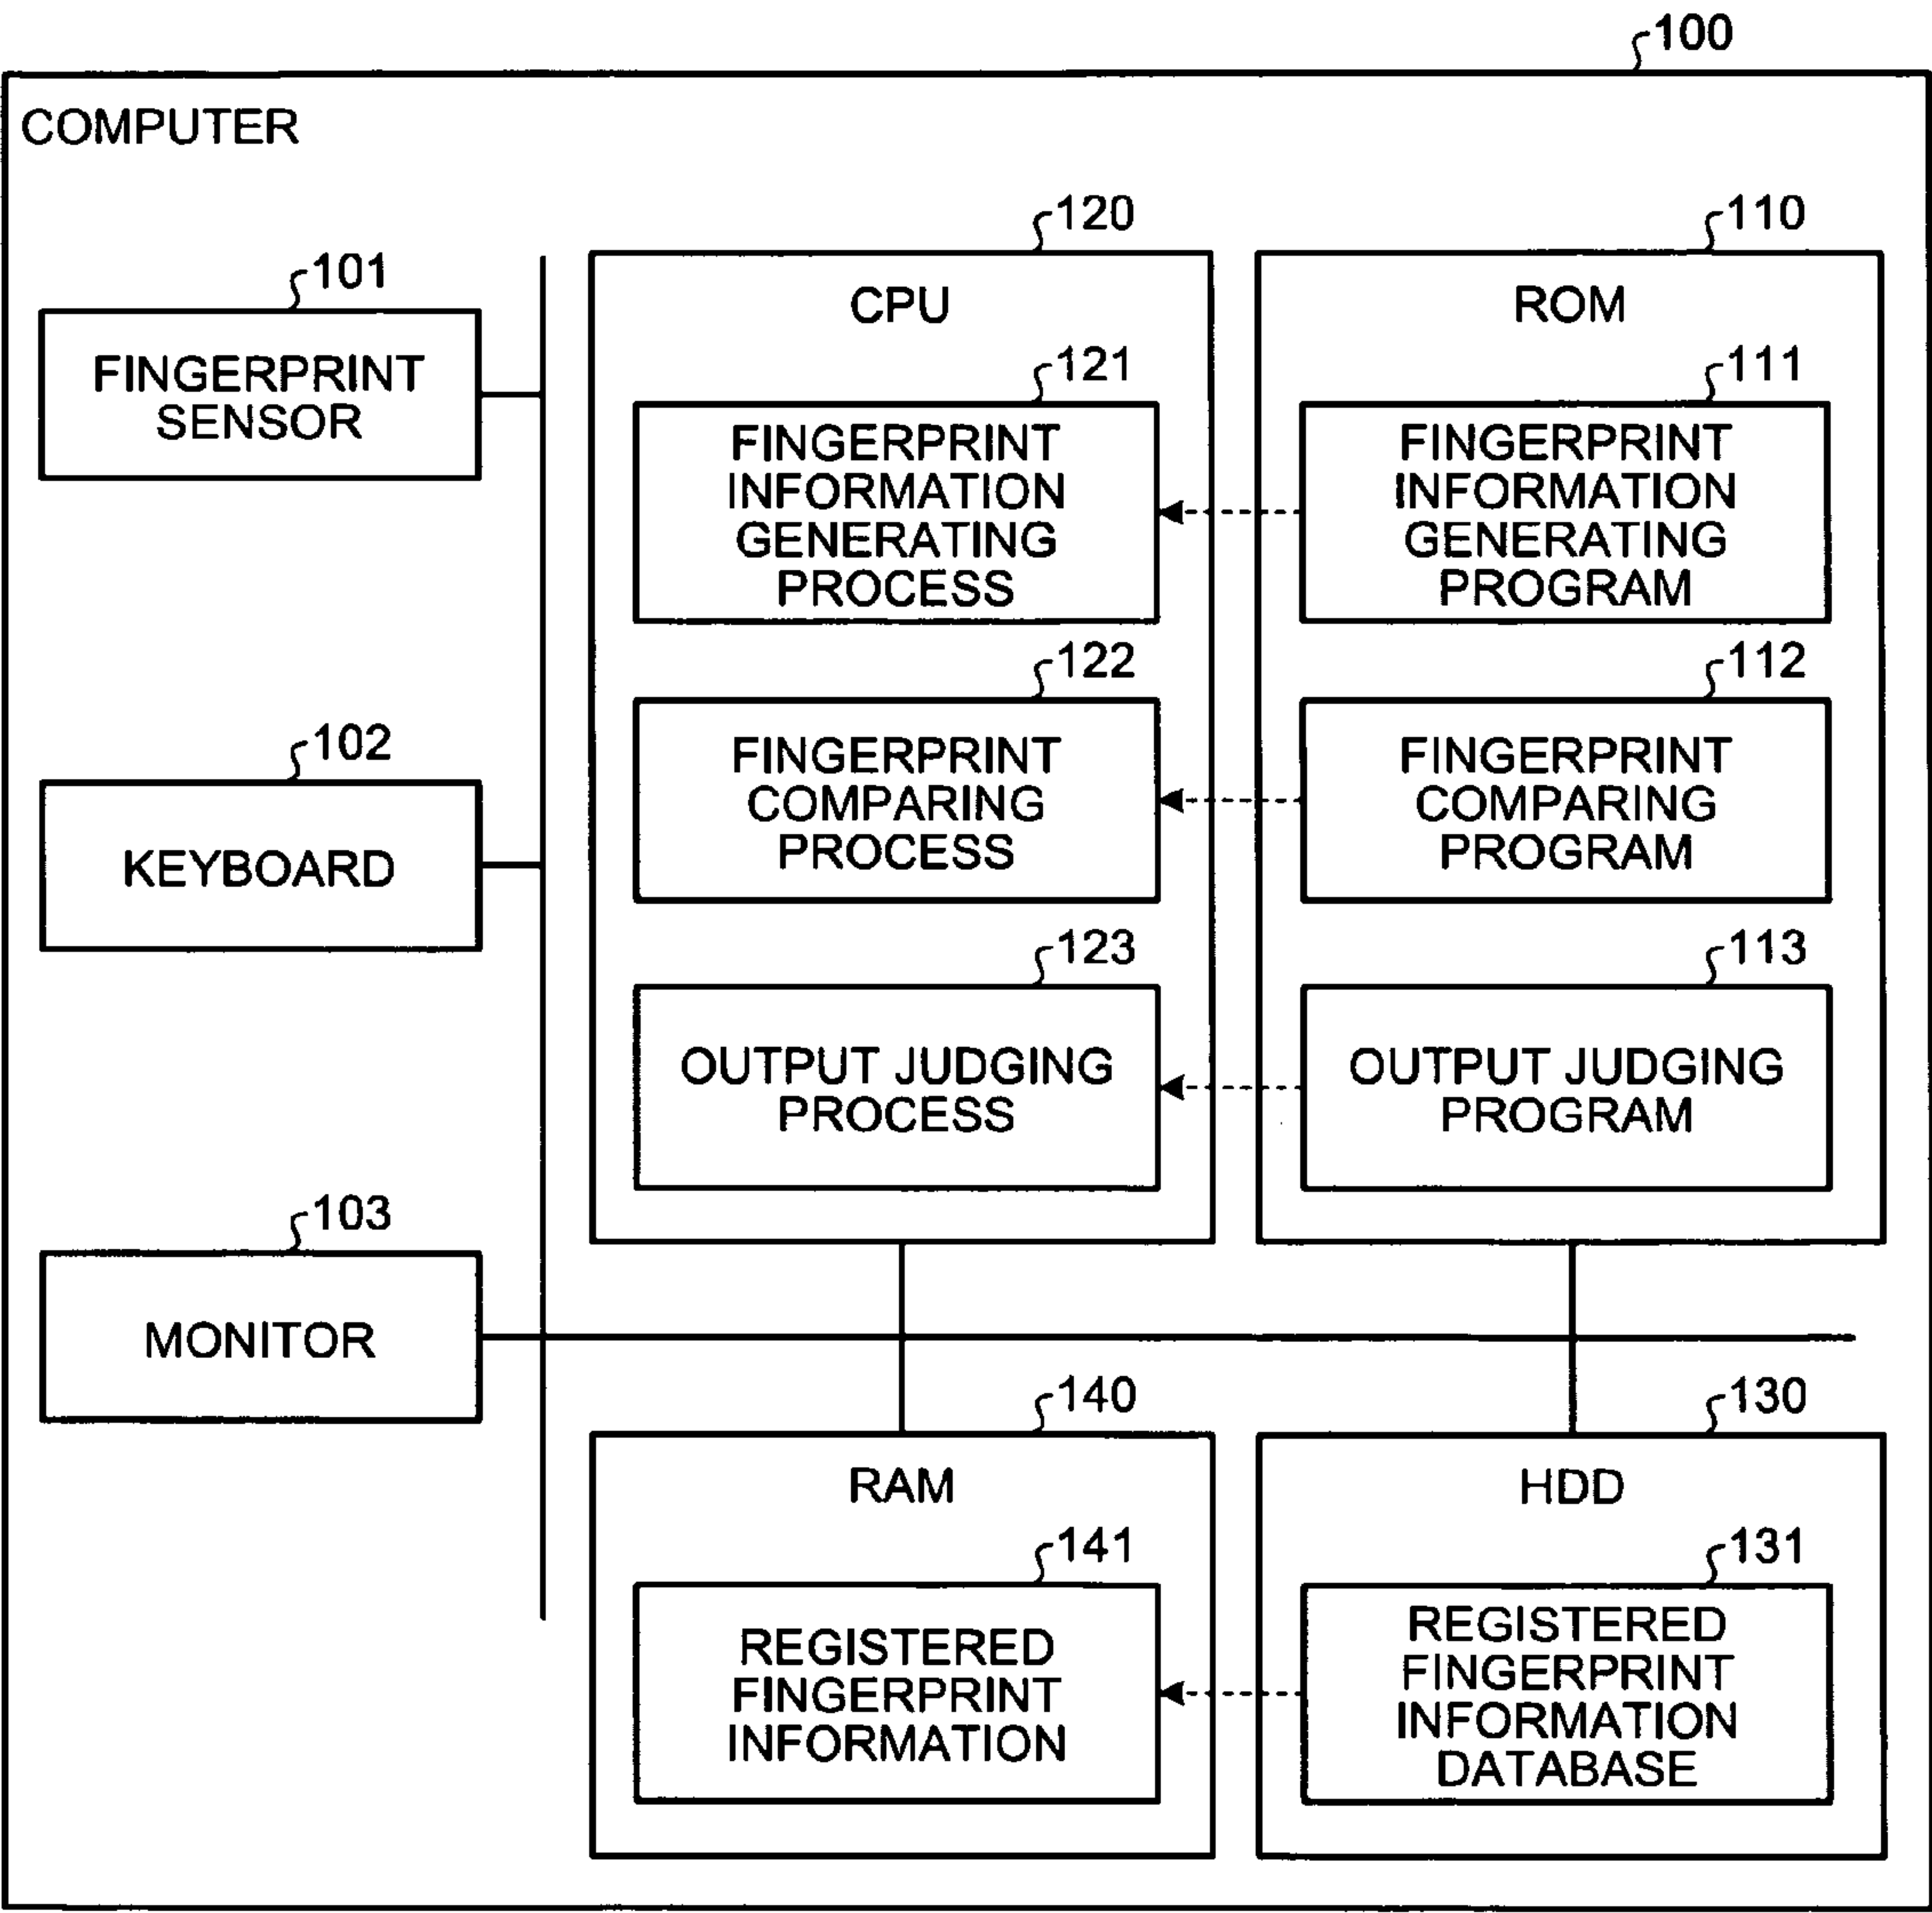 100
COMPUTER
101
FINGERPRINT
SENSOR
102
KEYBOARD
103
MONITOR
120
CPU
121
FINGERPRINT
INFORMATION
GENERATING
PROCESS
122
FINGERPRINT
COMPARING
PROCESS
123
OUTPUT JUDGING
PROCESS
110
ROM
111
FINGERPRINT
INFORMATION
GENERATING
PROGRAM
112
FINGERPRINT
COMPARING
PROGRAM
113
OUTPUT JUDGING
PROGRAM
140
RAM
141
REGISTERED
FINGERPRINT
INFORMATION
130
HDD
131
REGISTERED
FINGERPRINT
INFORMATION
DATABASE